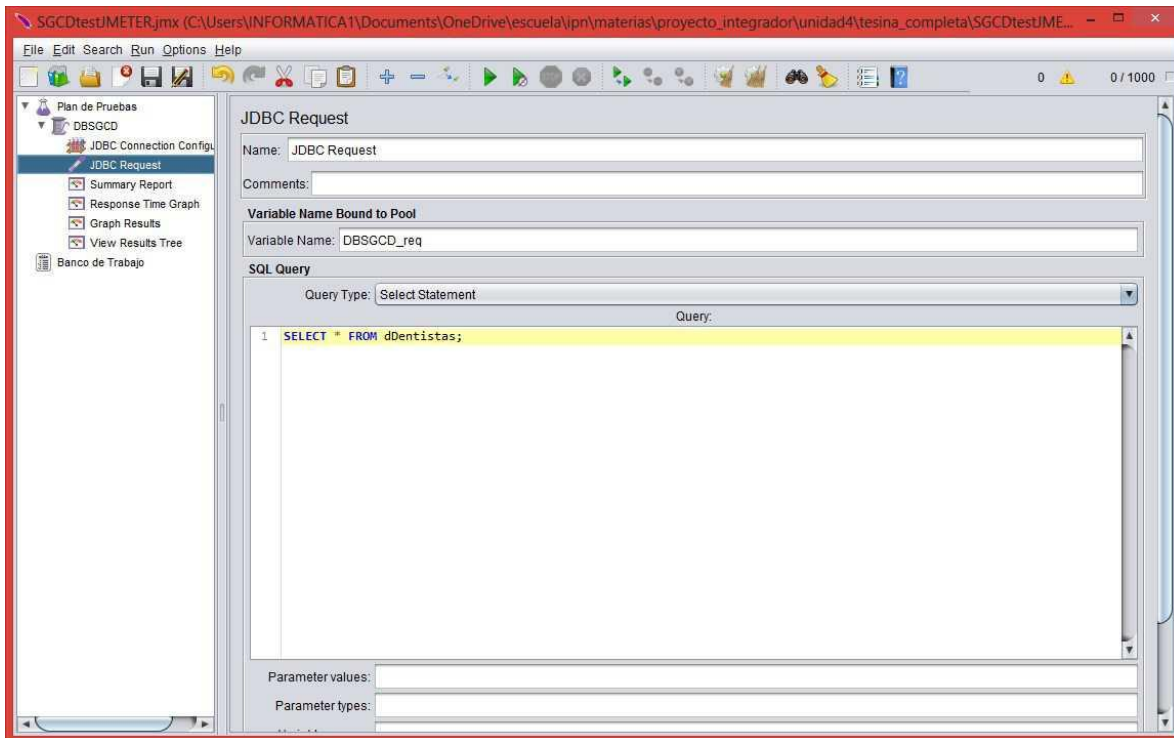 SGCDtestJMETER.jmx (C:\Users\INFORMATICA1\Documents\OneDrive\escuela\ipn\materias\proyecto_integrador\unidad4\tesina_completa\SGCDtestJME...
File Edit Search Run Options Help
0
0 / 1000
Plan de Pruebas
DBSGCD
JDBC Connection Configu
JDBC Request
Summary Report
Response Time Graph
Graph Results
View Results Tree
Banco de Trabajo
JDBC Request
Name: JDBC Request
Comments:
Variable Name Bound to Pool
Variable Name: DBSGCD_req
SQL Query
Query Type: Select Statement
Query:
1 SELECT * FROM dDentistas;
Parameter values:
Parameter types: